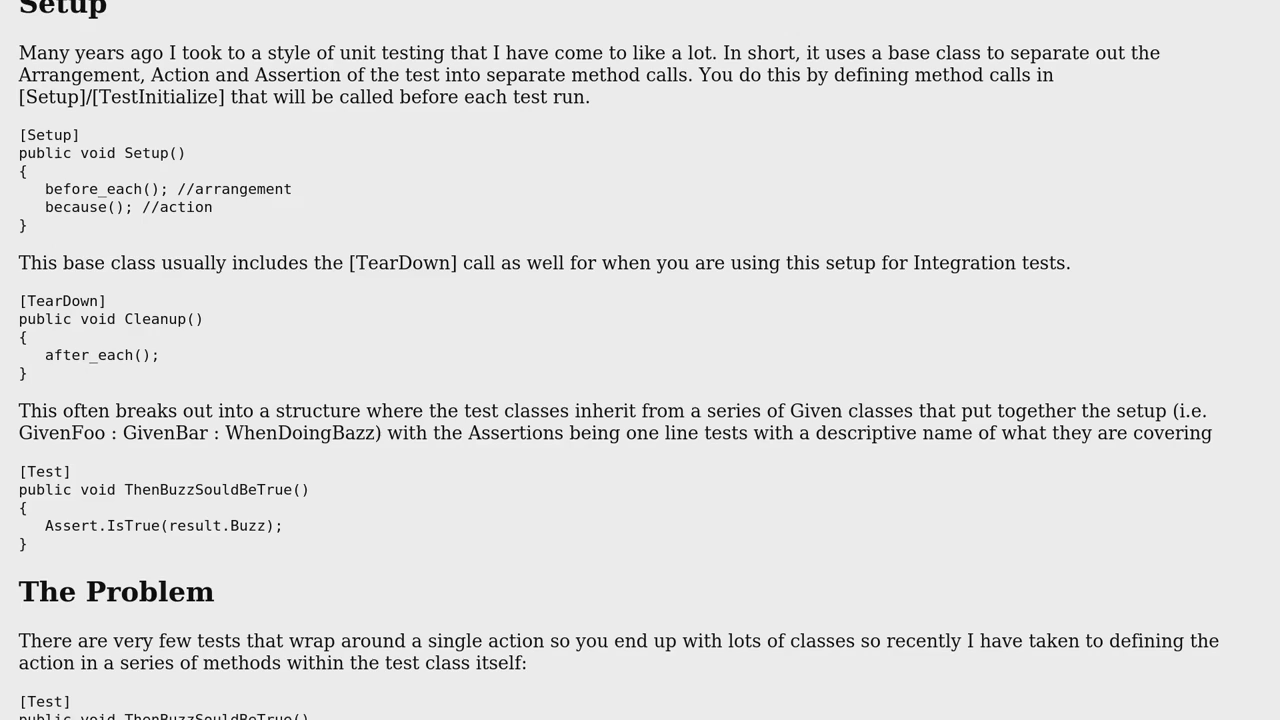 Setup
Many years ago I took to a style of unit testing that I have come to like a lot. In short, it uses a base class to separate out the
Arrangement, Action and Assertion of the test into separate method calls. You do this by defining method calls in
[Setup]/[TestInitialize] that will be called before each test run.
[Setup]
public void Setup()
{
   before_each(); //arrangement
   because(); //action
}
This base class usually includes the [TearDown] call as well for when you are using this setup for Integration tests.
[TearDown]
public void Cleanup()
{
   after_each();
}
This often breaks out into a structure where the test classes inherit from a series of Given classes that put together the setup (i.e.
GivenFoo : GivenBar : WhenDoingBazz) with the Assertions being one line tests with a descriptive name of what they are covering
[Test]
public void ThenBuzzSouldBeTrue()
{
   Assert.IsTrue(result.Buzz);
}
The Problem
There are very few tests that wrap around a single action so you end up with lots of classes so recently I have taken to defining the
action in a series of methods within the test class itself:
[Test]
public void ThenBuzzSouldBeTrue()